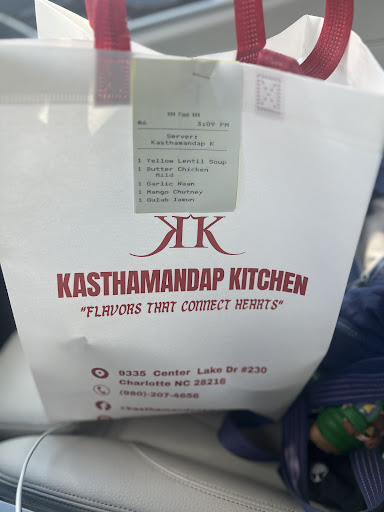 *** Togo ***
#6 3:09 PM
Server:
Kasthamandap K
1 Yellow Lentil Soup
1 Butter Chicken
Mild
1 Garlic Naan
1 Mango Chutney
1 Gulab Jamun
KK
KASTHAMANDAP KITCHEN
"FLAVORS THAT CONNECT HEARTS"
9335 Center Lake Dr #230
Charlotte NC 28216
(980)-207-4656